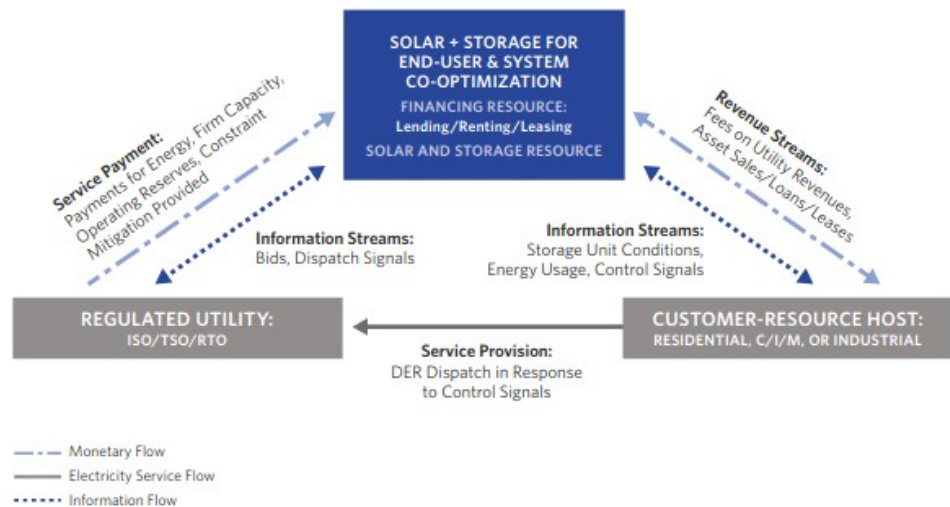 SOLAR + STORAGE FOR
END-USER & SYSTEM
CO-OPTIMIZATION
FINANCING RESOURCE:
Lending/Renting/Leasing
SOLAR AND STORAGE RESOURCE
Service Payment:
Payments for Energy, Firm Capacity,
Operating Reserves, Constraint
Mitigation Provided
Revenue Streams:
Fees on Utility Revenues,
Asset Sales/Loans/Leases
Information Streams:
Bids, Dispatch Signals
Information Streams:
Storage Unit Conditions,
Energy Usage, Control Signals
REGULATED UTILITY:
ISO/TSO/RTO
CUSTOMER-RESOURCE HOST:
RESIDENTIAL, C/I/M, OR INDUSTRIAL
Service Provision:
DER Dispatch in Response
to Control Signals
Monetary Flow
Electricity Service Flow
Information Flow